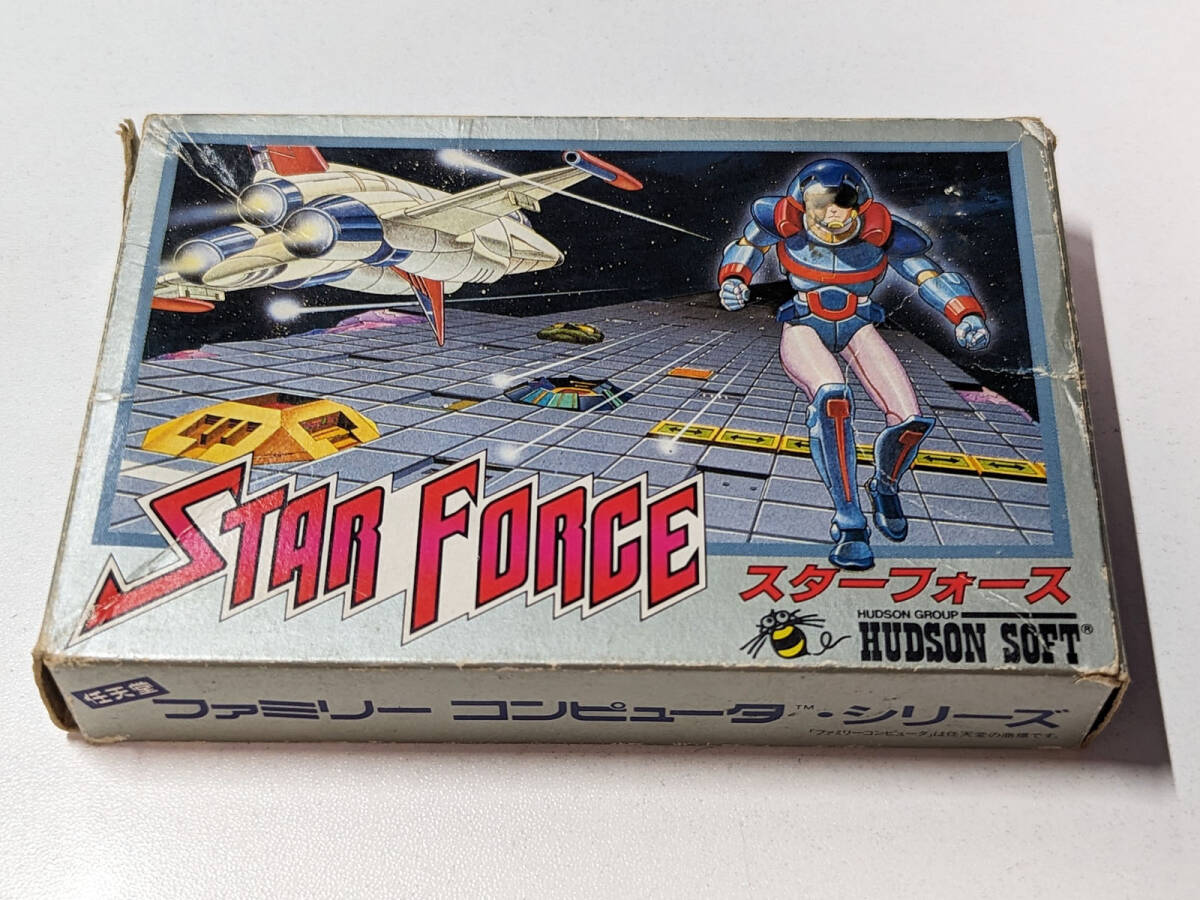 STAR FORCE
スターフォース
HUDSON GROUP
HUDSON SOFT®
任天堂
ファミリー コンピュータ™・シリーズ
「ファミリーコンピュータ」は任天堂の商標です。